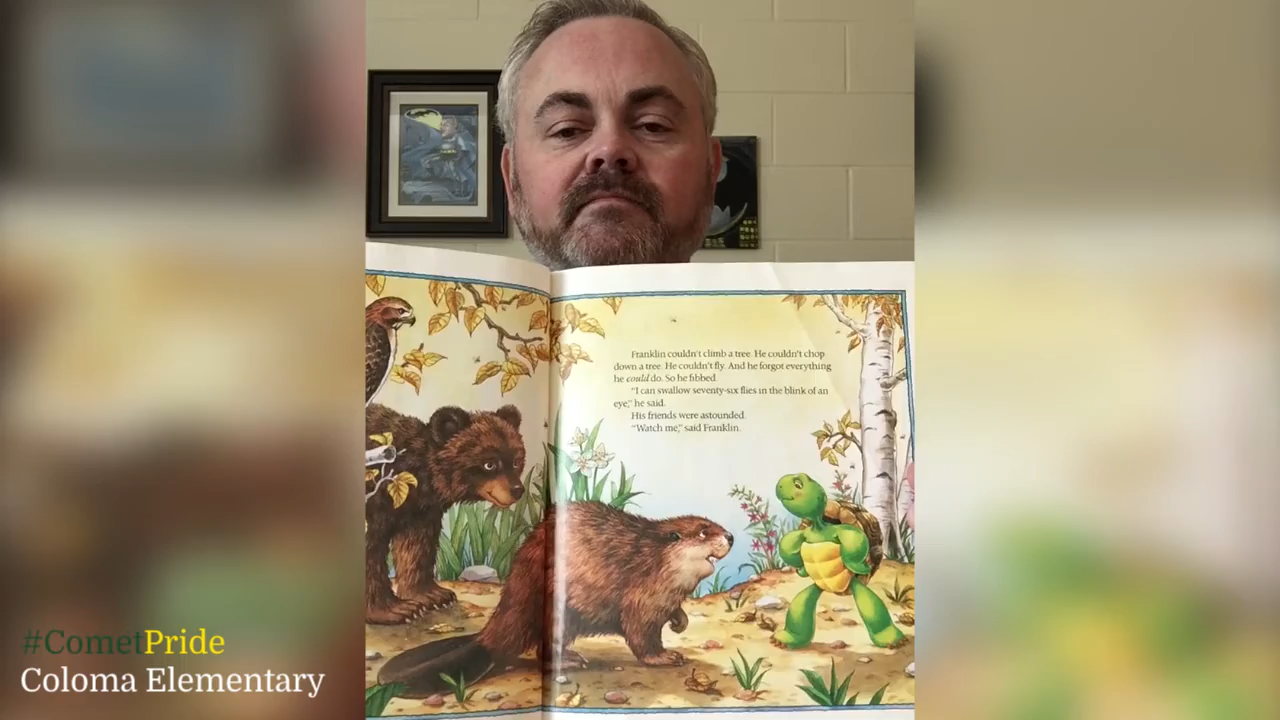 Franklin couldn't climb a tree. He couldn't chop
down a tree. He couldn't fly. And he forgot everything
he could do. So he fibbed.
"I can swallow seventy-six flies in the blink of an
eye," he said.
His friends were astounded.
"Watch me," said Franklin.
#CometPride
Coloma Elementary